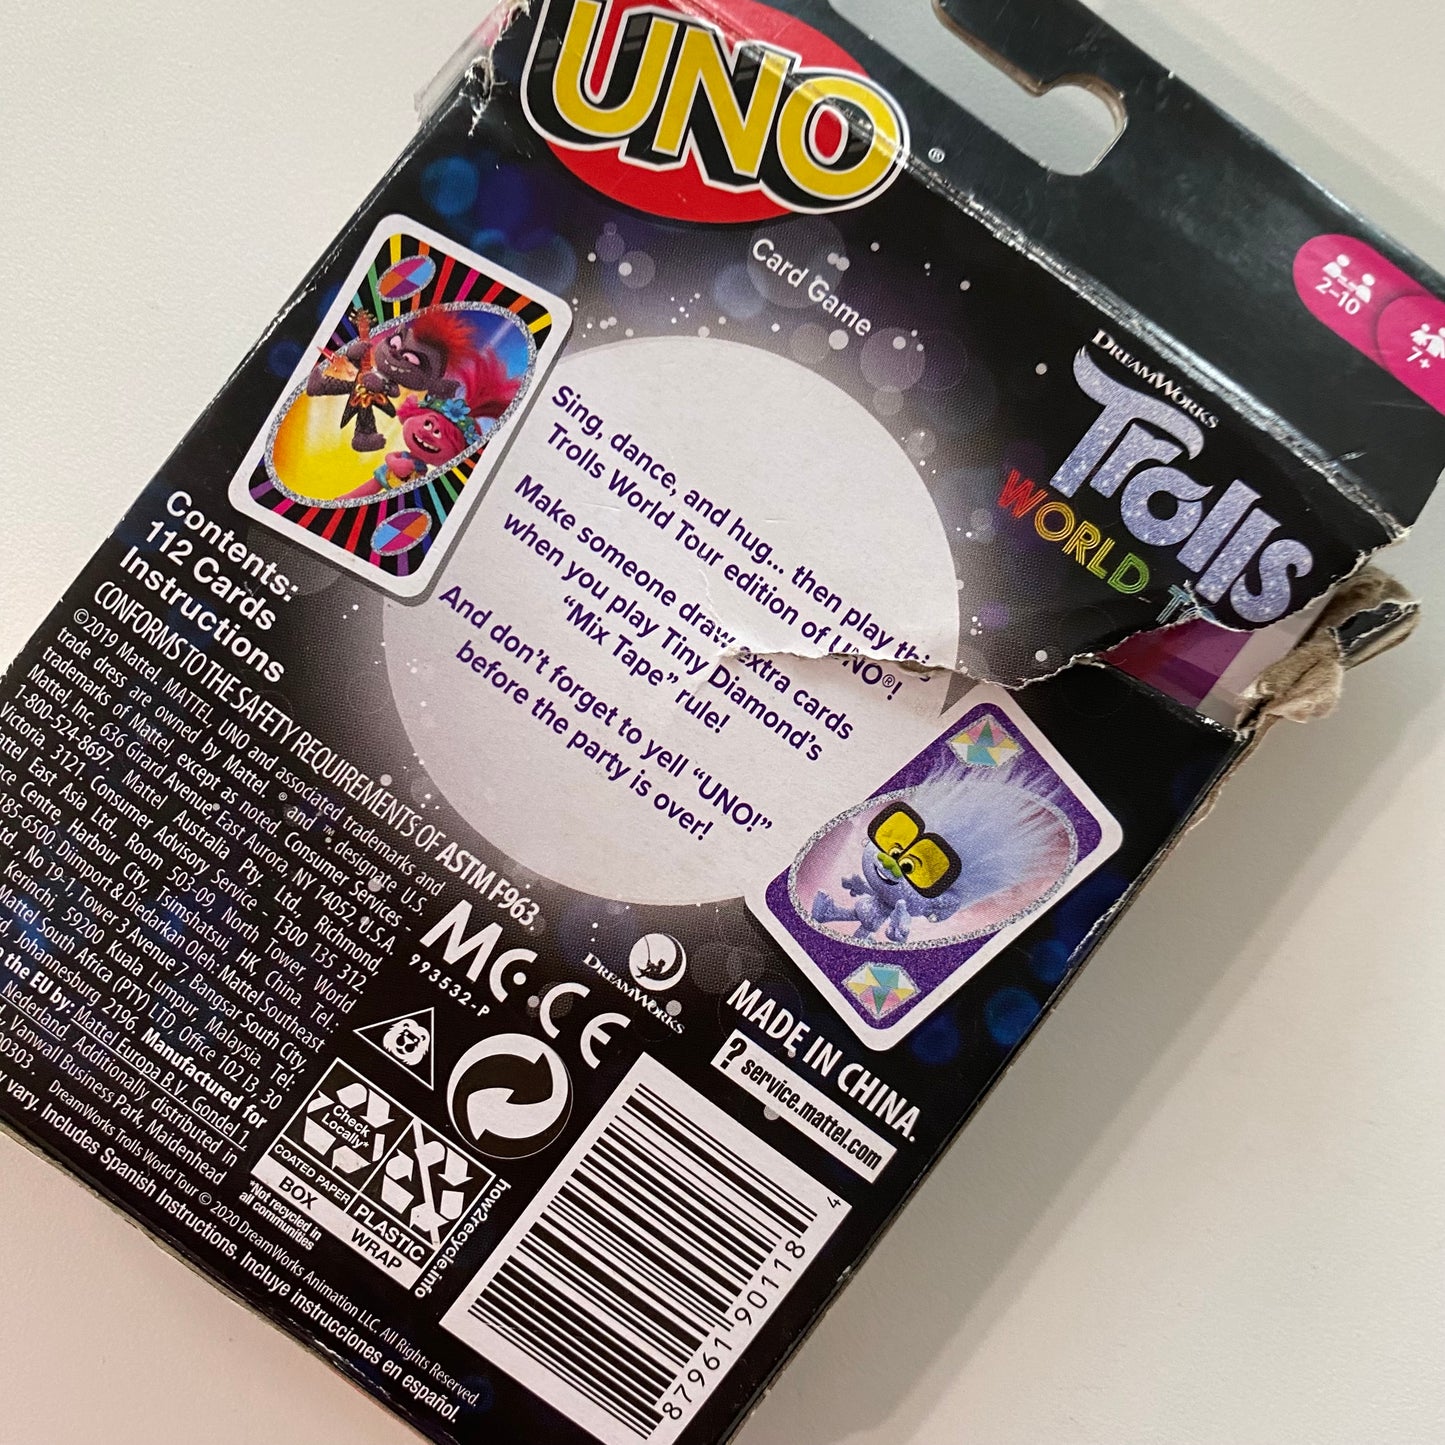 UNO
®
Card Game
2-10
7+
DREAMWORKS
Trolls
WORLD T
Sing, dance, and hug... then play this
Trolls World Tour edition of UNO®!
Make someone draw extra cards
when you play Tiny Diamond's
"Mix Tape" rule!
And don't forget to yell "UNO!"
before the party is over!
Contents:
112 Cards
Instructions
CONFORMS TO THE SAFETY REQUIREMENTS OF ASTM F963.
©2019 Mattel. MATTEL, UNO and associated trademarks and
trade dress are owned by Mattel. ® and ™ designate U.S.
trademarks of Mattel, except as noted. Consumer Services -
Mattel, Inc., 636 Girard Avenue East Aurora, NY 14052, U.S.A.
1-800-524-8697. Mattel Australia Pty. Ltd., Richmond,
Victoria. 3121. Consumer Advisory Service - 1300 135 312.
Mattel East Asia Ltd., Room 503-09, North Tower, World
Centre, Harbour City, Tsimshatsui, HK, China. Tel.:
Diimport & Diedarkan Oleh: Mattel Southeast
No 19-1, Tower 3 Avenue 7, Bangsar South City,
Kerinchi, 59200 Kuala Lumpur, Malaysia. Tel:
Mattel South Africa (PTY) LTD, Office 102 I3, 30
Johannesburg 2196. Manufactured for
the EU by: Mattel Europa B.V., Gondel 1,
Nederland. Additionally distributed in
Vanwall Business Park, Maidenhead
DreamWorks Trolls World Tour © 2020 DreamWorks Animation LLC. All Rights Reserved.
vary. Includes Spanish Instructions. Incluye instrucciones en español.
MC CE
993532-P
DREAMWORKS
MADE IN CHINA.
? service.mattel.com
Check
Locally*
COATED PAPER
BOX
PLASTIC
WRAP
*Not recycled in
all communities
how2recycle.info
87961 90118
4